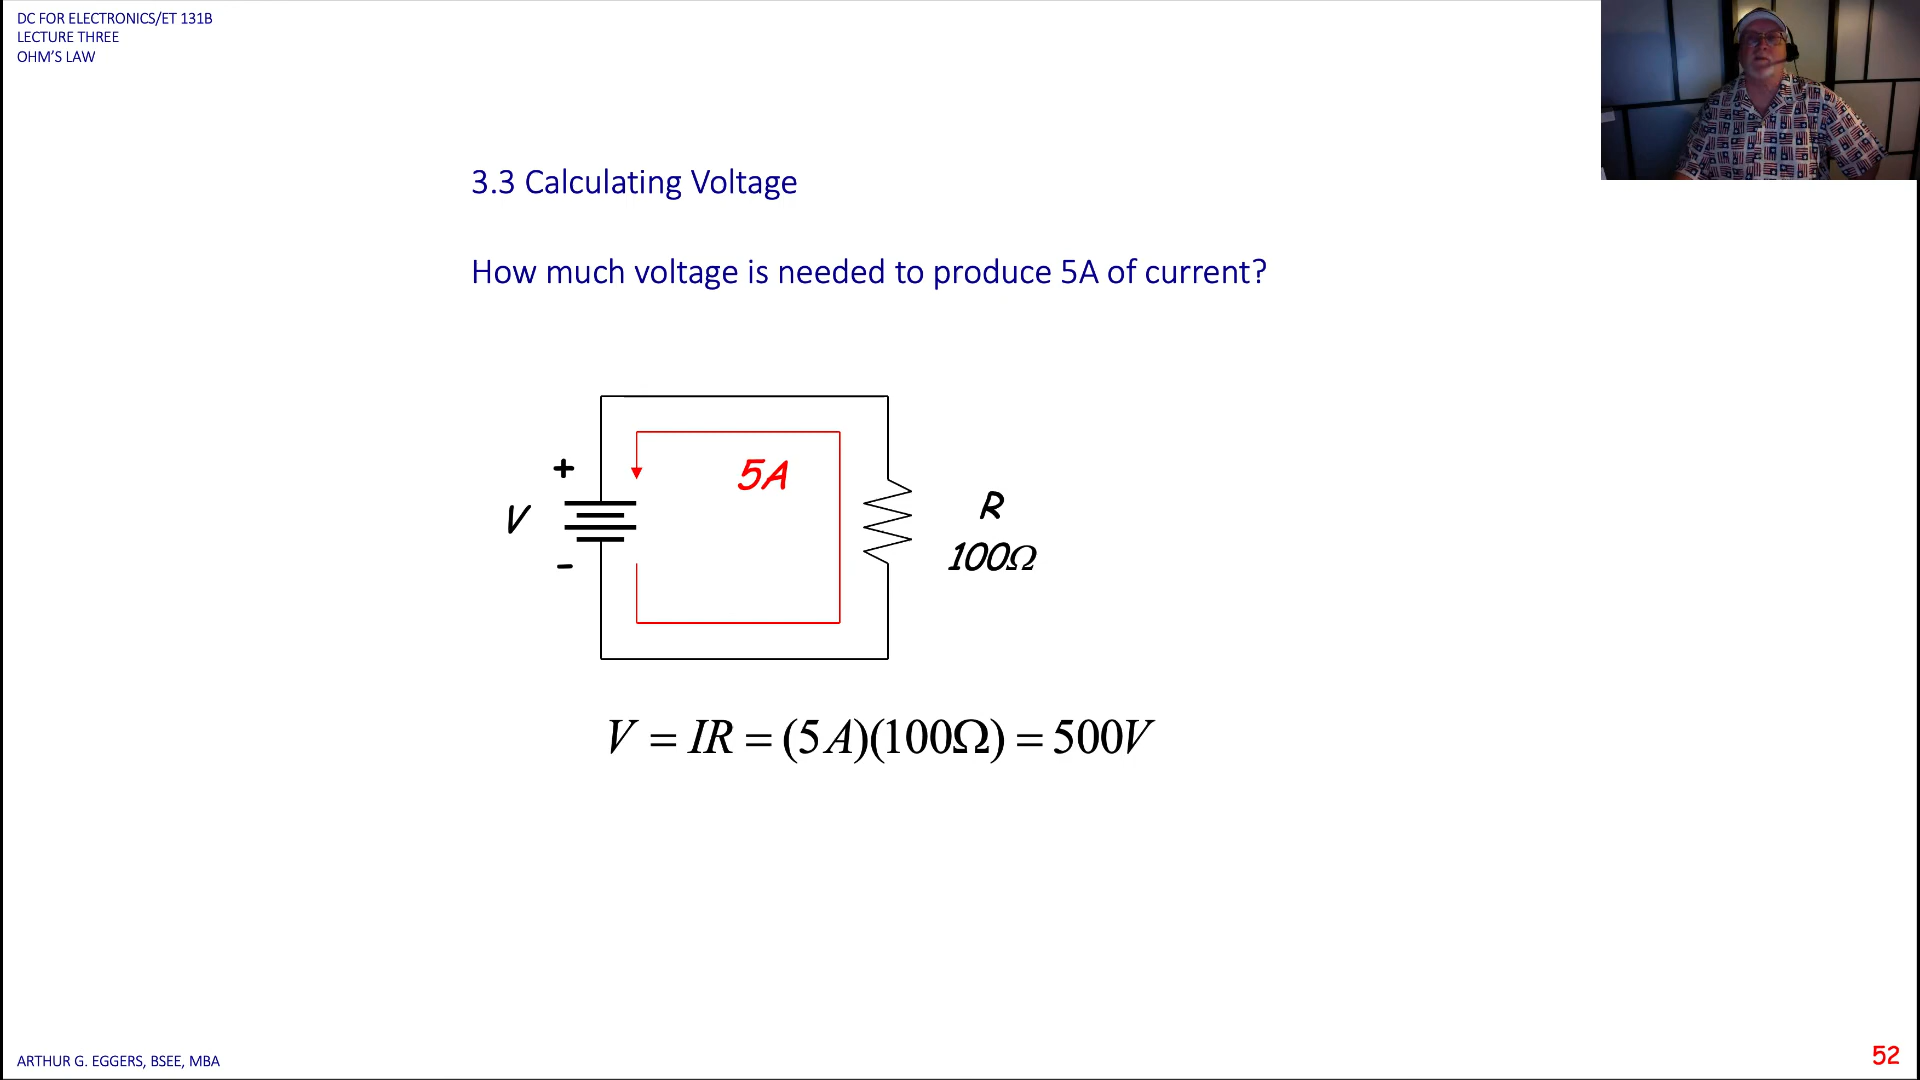 DC FOR ELECTRONICS/ET 131B
LECTURE THREE
OHM'S LAW
3.3 Calculating Voltage
How much voltage is needed to produce 5A of current?
+
5A
V
R
100Ω
-
V = IR = (5A)(100Ω) = 500V
ARTHUR G. EGGERS, BSEE, MBA
52